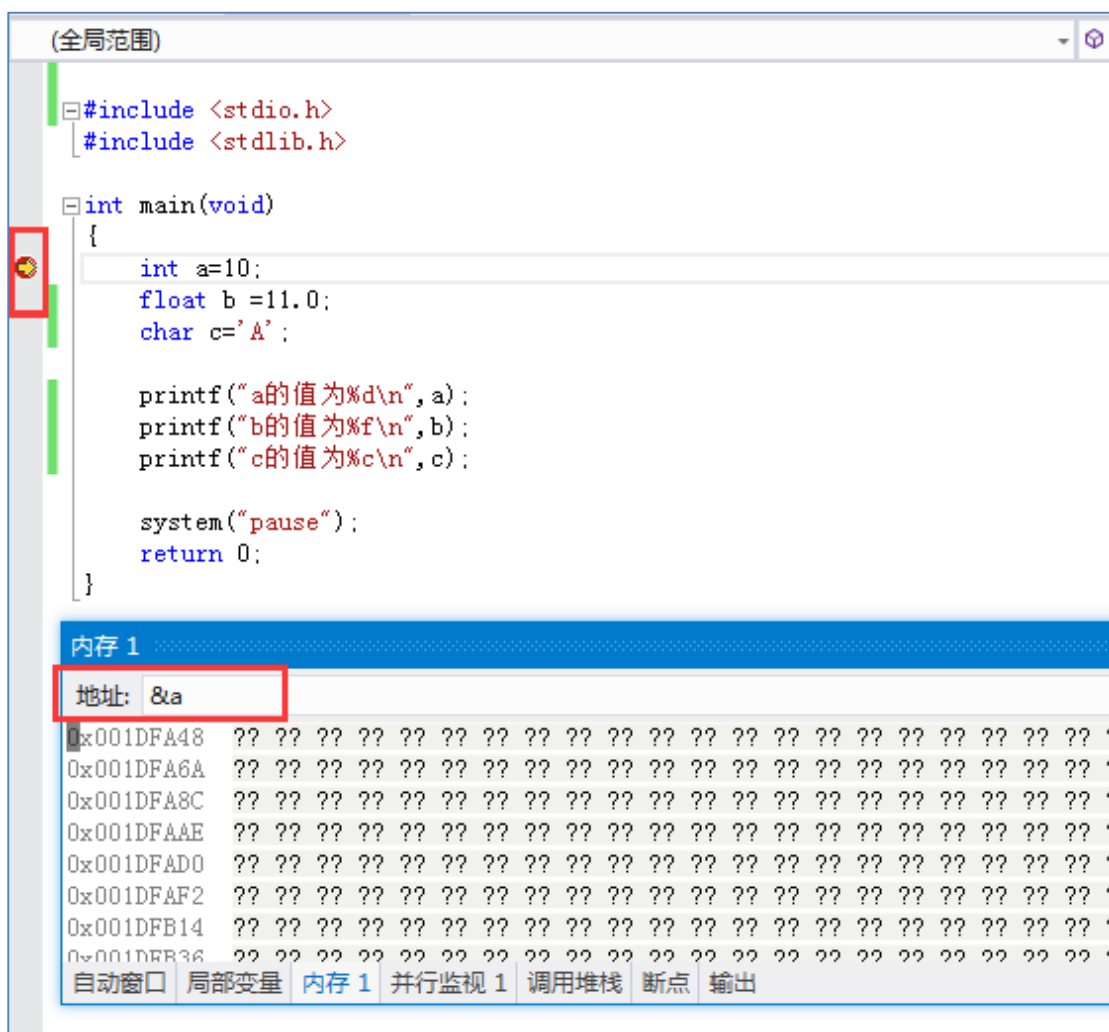 (全局范围)
#include <stdio.h>
#include <stdlib.h>
int main(void)
{
int a=10;
float b =11.0;
char c='A';
printf("a的值为%d\n",a);
printf("b的值为%f\n",b);
printf("c的值为%c\n",c);
system("pause");
return 0;
}
内存 1
地址: &a
0x001DFA48 ?? ?? ?? ?? ?? ?? ?? ?? ?? ?? ?? ?? ?? ?? ?? ?? ?? ?? ?? ?? ??
0x001DFA6A ?? ?? ?? ?? ?? ?? ?? ?? ?? ?? ?? ?? ?? ?? ?? ?? ?? ?? ?? ?? ??
0x001DFA8C ?? ?? ?? ?? ?? ?? ?? ?? ?? ?? ?? ?? ?? ?? ?? ?? ?? ?? ?? ?? ??
0x001DFAAE ?? ?? ?? ?? ?? ?? ?? ?? ?? ?? ?? ?? ?? ?? ?? ?? ?? ?? ?? ?? ??
0x001DFAD0 ?? ?? ?? ?? ?? ?? ?? ?? ?? ?? ?? ?? ?? ?? ?? ?? ?? ?? ?? ?? ??
0x001DFAF2 ?? ?? ?? ?? ?? ?? ?? ?? ?? ?? ?? ?? ?? ?? ?? ?? ?? ?? ?? ?? ??
0x001DFB14 ?? ?? ?? ?? ?? ?? ?? ?? ?? ?? ?? ?? ?? ?? ?? ?? ?? ?? ?? ?? ??
0x001DFB36 ?? ?? ?? ?? ?? ?? ?? ?? ?? ?? ?? ?? ?? ?? ?? ?? ?? ?? ?? ?? ??
自动窗口 局部变量 内存 1 并行监视 1 调用堆栈 断点 输出